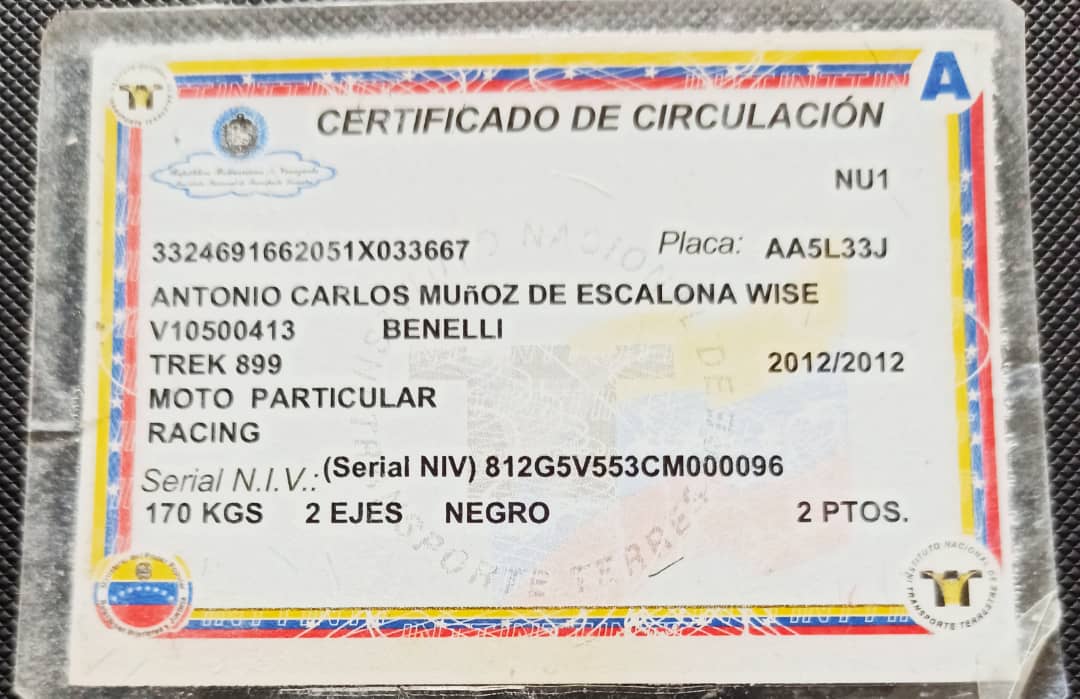 A
CERTIFICADO DE CIRCULACIÓN
NU1
3324691662051X033667 Placa: AA5L33J
ANTONIO CARLOS MUñOZ DE ESCALONA WISE
V10500413 BENELLI
TREK 899 2012/2012
MOTO PARTICULAR
RACING
Serial N.I.V.: (Serial NIV) 812G5V553CM000096
170 KGS 2 EJES NEGRO 2 PTOS.
INSTITUTO NACIONAL DE TRANSPORTE TERRESTRE